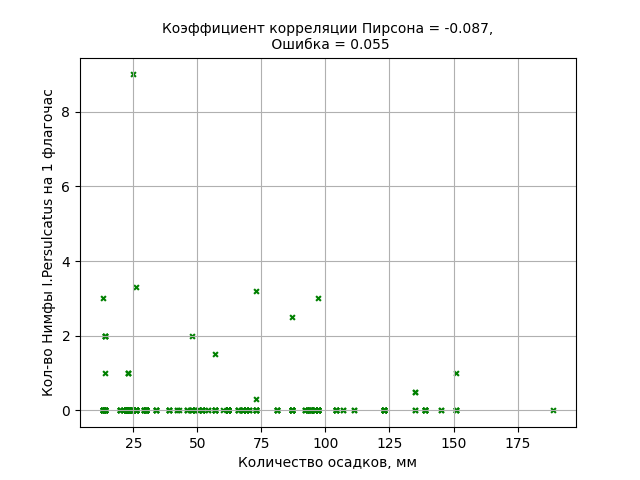 Коэффициент корреляции Пирсона = -0.087,
Ошибка = 0.055
Кол-во Нимфы I.Persulcatus на 1 флагочас
8
6
4
2
0
25 50 75 100 125 150 175
Количество осадков, мм